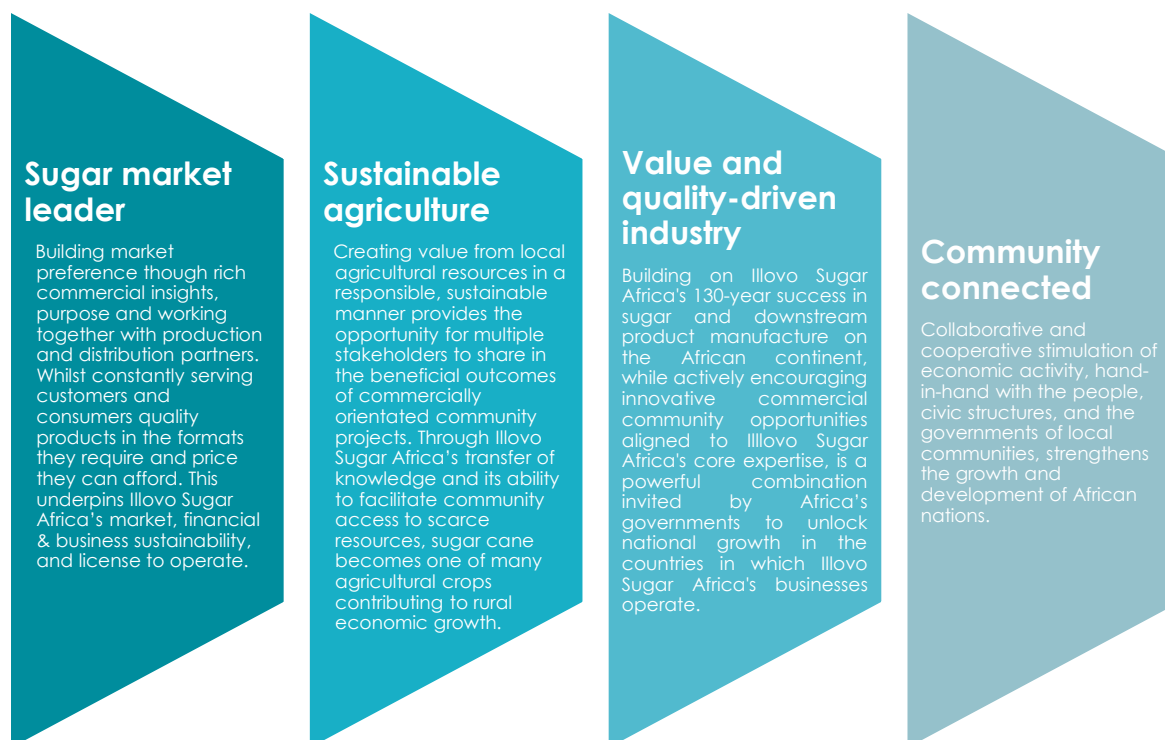 Sugar market
leader
Building market
preference though rich
commercial insights,
purpose and working
together with production
and distribution partners.
Whilst constantly serving
customers and
consumers quality
products in the formats
they require and price
they can afford. This
underpins Illovo Sugar
Africa’s market, financial
& business sustainability,
and license to operate.
Sustainable
agriculture
Creating value from local
agricultural resources in a
responsible, sustainable
manner provides the
opportunity for multiple
stakeholders to share in
the beneficial outcomes
of commercially
orientated community
projects. Through Illovo
Sugar Africa’s transfer of
knowledge and its ability
to facilitate community
access to scarce
resources, sugar cane
becomes one of many
agricultural crops
contributing to rural
economic growth.
Value and
quality-driven
industry
Building on Illovo Sugar
Africa's 130-year success in
sugar and downstream
product manufacture on
the African continent,
while actively encouraging
innovative commercial
community opportunities
aligned to Illlovo Sugar
Africa's core expertise, is a
powerful combination
invited by Africa’s
governments to unlock
national growth in the
countries in which Illovo
Sugar Africa's businesses
operate.
Community
connected
Collaborative and
cooperative stimulation of
economic activity, hand-
in-hand with the people,
civic structures, and the
governments of local
communities, strengthens
the growth and
development of African
nations.